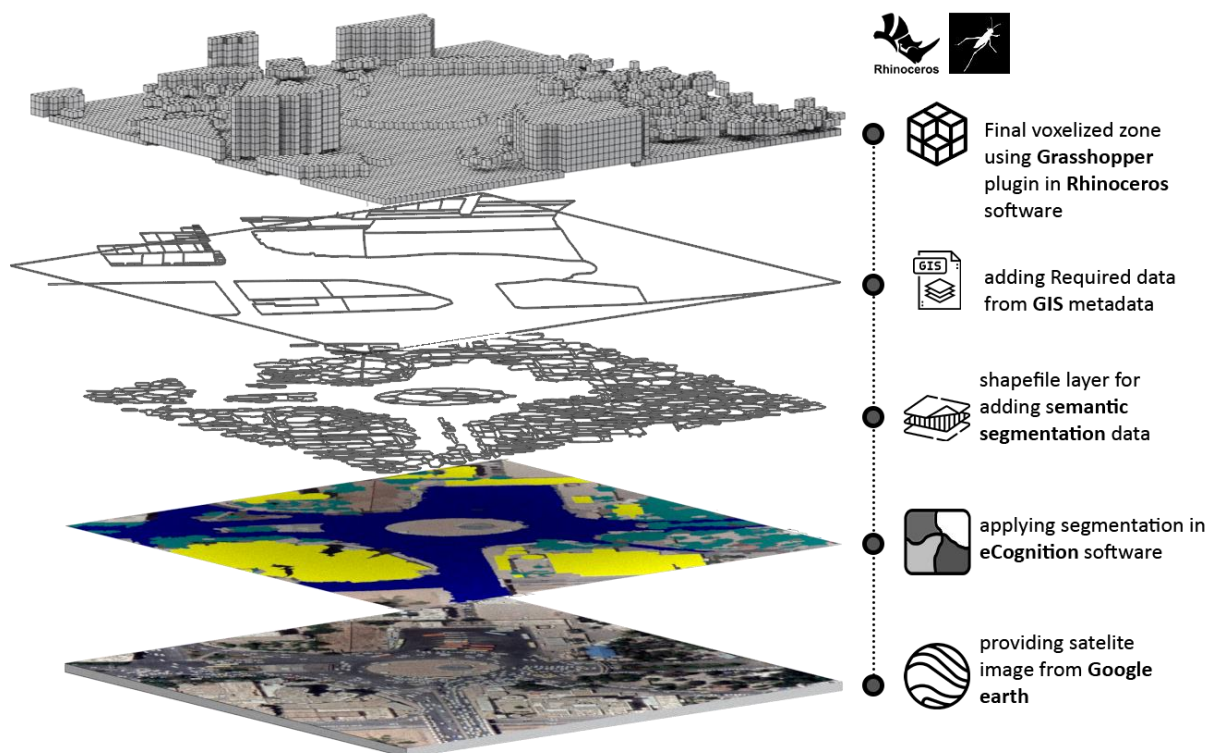 Rhinoceros
Final voxelized zone
using Grasshopper
plugin in Rhinoceros
software
GIS
adding Required data
from GIS metadata
shapefile layer for
adding semantic
segmentation data
applying segmentation in
eCognition software
providing satelite
image from Google
earth